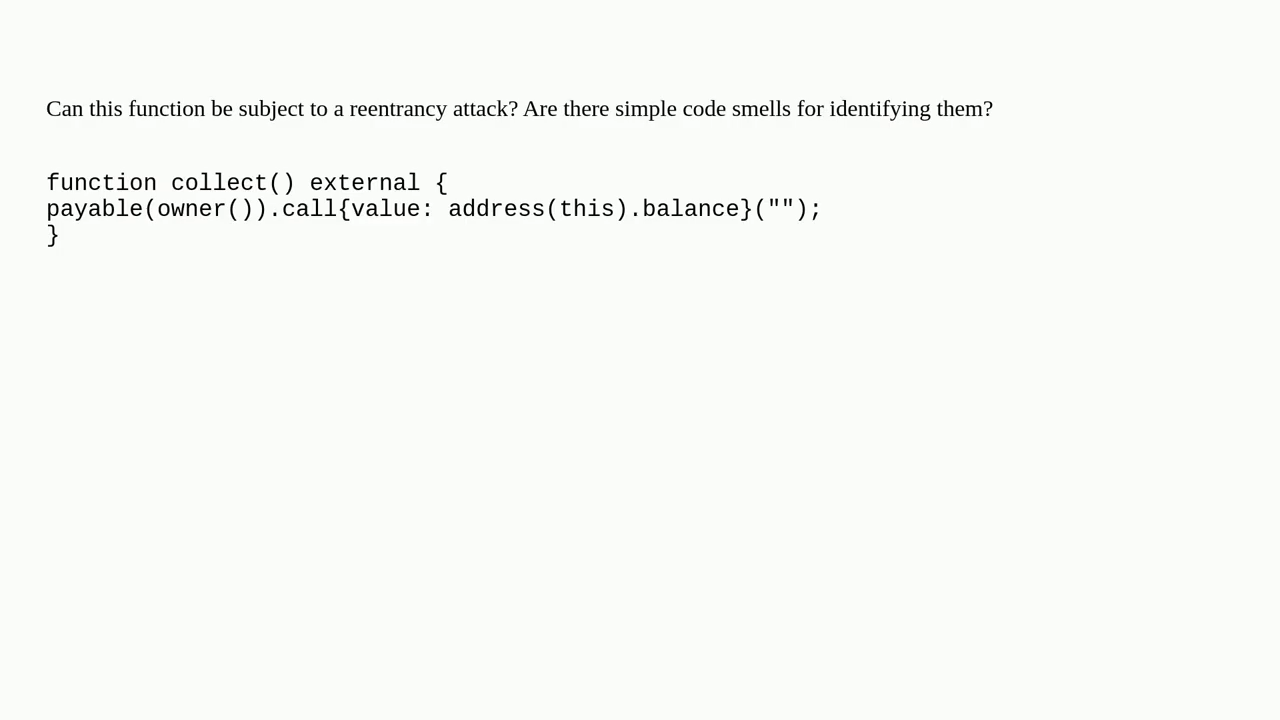 Can this function be subject to a reentrancy attack? Are there simple code smells for identifying them?
function collect() external {
payable(owner()).call{value: address(this).balance}("");
}